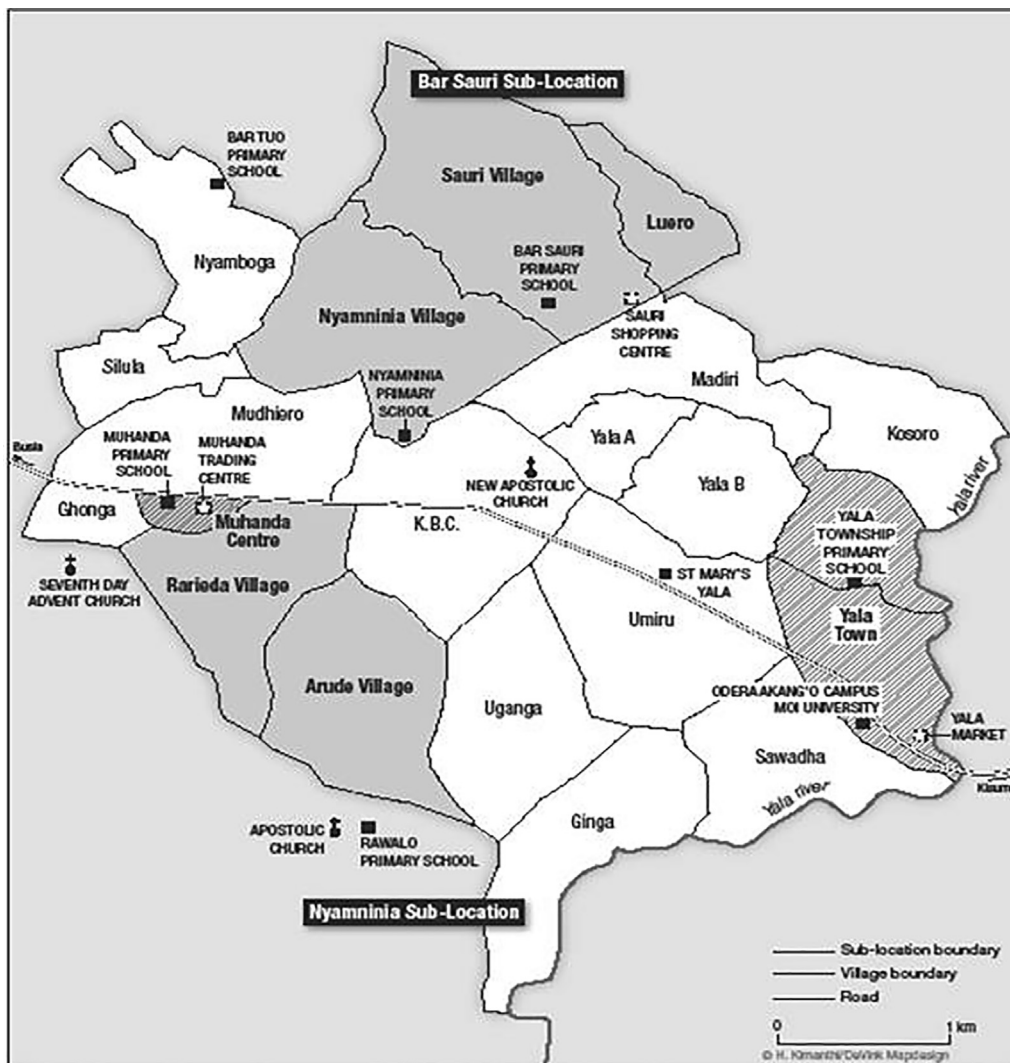 Bar Sauri Sub-Location
BAR TUO
PRIMARY
SCHOOL
Sauri Village
Luero
Nyamboga
BAR SAURI
PRIMARY
SCHOOL
Nyamninia Village
SAURI
SHOPPING
CENTRE
Silula
NYAMNINIA
PRIMARY
SCHOOL
Madiri
Mudhiero
Kosoro
Yala A
MUHANDA
PRIMARY
SCHOOL
MUHANDA
TRADING
CENTRE
Busia
Yala B
Yala river
NEW APOSTOLIC
CHURCH
Ghonga
Muhanda
Centre
K.B.C.
YALA
TOWNSHIP
PRIMARY
SCHOOL
SEVENTH DAY
ADVENT CHURCH
Rarieda Village
ST MARY'S
YALA
Umiru
Yala
Town
Arude Village
Uganga
ODERA AKANG'O CAMPUS
MOI UNIVERSITY
YALA
MARKET
Sawadha
Kisum
Yala river
APOSTOLIC
CHURCH
RAWALO
PRIMARY SCHOOL
Ginga
Nyamninia Sub-Location
Sub-location boundary
Village boundary
Road
0 1 km
© H. Kimanthi/DeVink Mapdesign